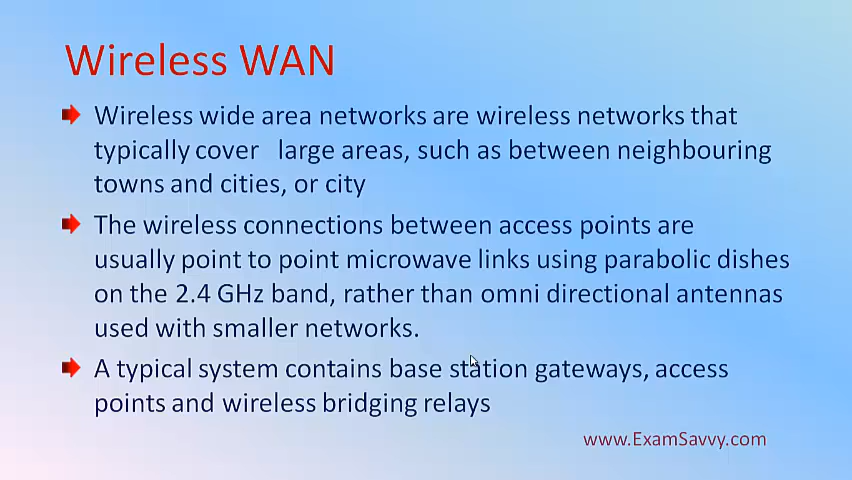 Wireless WAN
Wireless wide area networks are wireless networks that
typically cover large areas, such as between neighbouring
towns and cities, or city
The wireless connections between access points are
usually point to point microwave links using parabolic dishes
on the 2.4 GHz band, rather than omni directional antennas
used with smaller networks.
A typical system contains base station gateways, access
points and wireless bridging relays
www.ExamSavvy.com